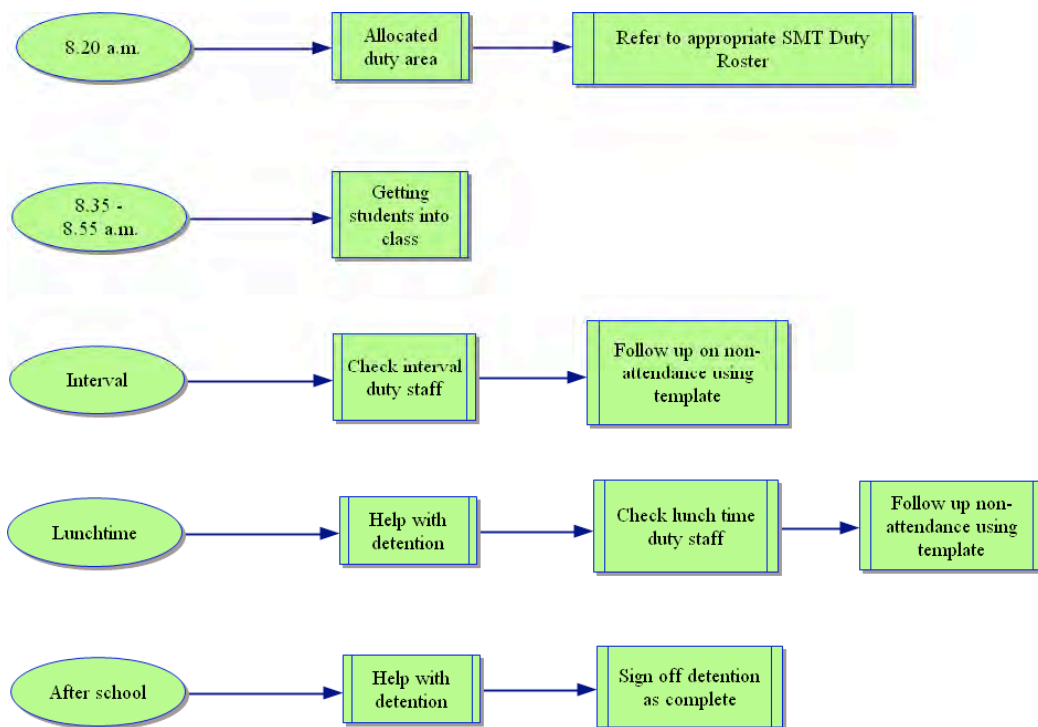 8.20 a.m.
Allocated
duty area
Refer to appropriate SMT Duty
Roster
8.35 -
8.55 a.m.
Getting
students into
class
Interval
Check interval
duty staff
Follow up on non-
attendance using
template
Lunchtime
Help with
detention
Check lunch time
duty staff
Follow up non-
attendance using
template
After school
Help with
detention
Sign off detention
as complete